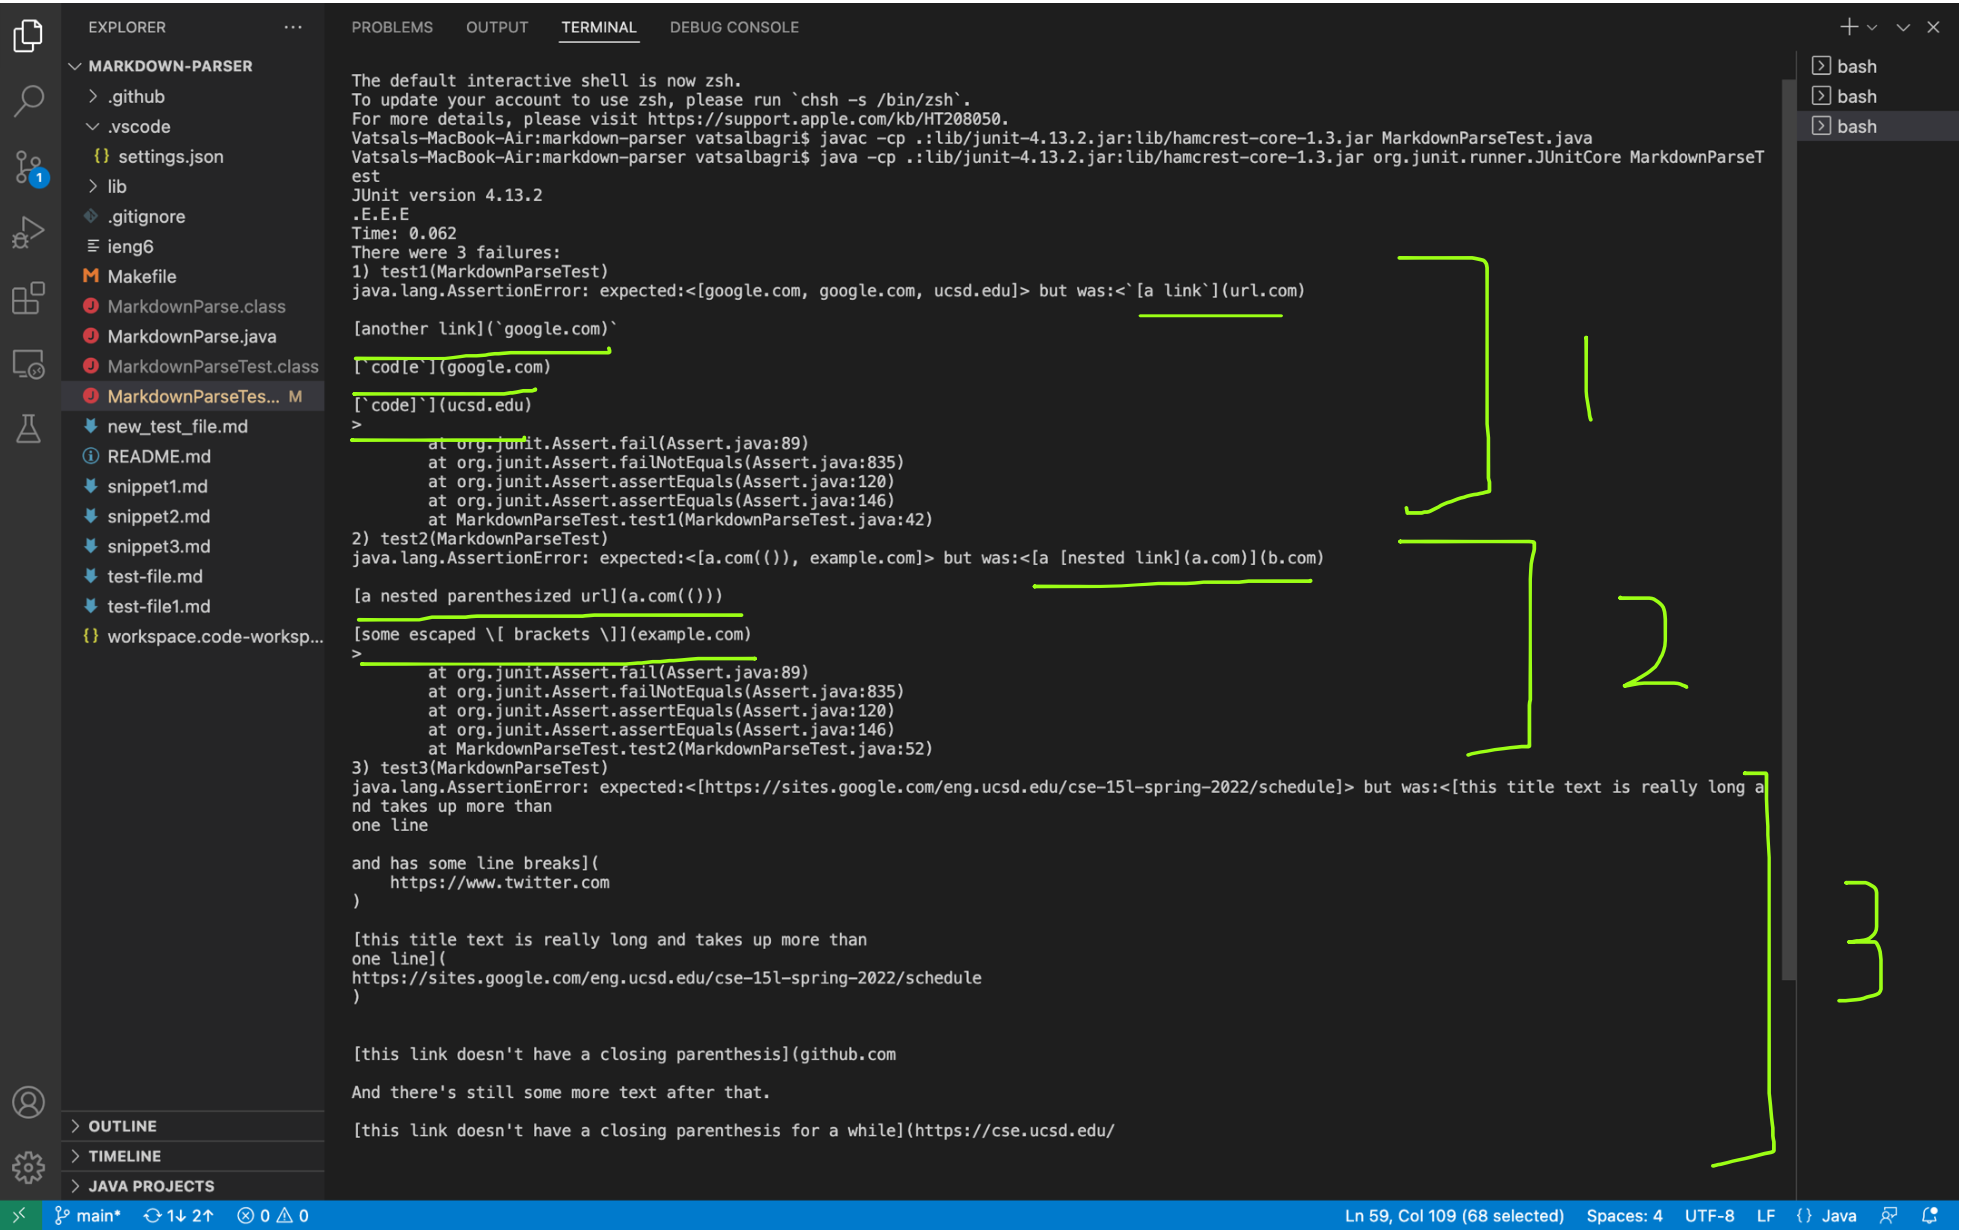 EXPLORER ···
MARKDOWN-PARSER
.github
.vscode
{} settings.json
lib
.gitignore
ieng6
M Makefile
J MarkdownParse.class
J MarkdownParse.java
J MarkdownParseTest.class
J MarkdownParseTes... M
new_test_file.md
README.md
snippet1.md
snippet2.md
snippet3.md
test-file.md
test-file1.md
{} workspace.code-worksp...
OUTLINE
TIMELINE
JAVA PROJECTS
1
PROBLEMS OUTPUT TERMINAL DEBUG CONSOLE
The default interactive shell is now zsh.
To update your account to use zsh, please run `chsh -s /bin/zsh`.
For more details, please visit https://support.apple.com/kb/HT208050.
Vatsals-MacBook-Air:markdown-parser vatsalbagri$ javac -cp .:lib/junit-4.13.2.jar:lib/hamcrest-core-1.3.jar MarkdownParseTest.java
Vatsals-MacBook-Air:markdown-parser vatsalbagri$ java -cp .:lib/junit-4.13.2.jar:lib/hamcrest-core-1.3.jar org.junit.runner.JUnitCore MarkdownParseT
est
JUnit version 4.13.2
.E.E.E
Time: 0.062
There were 3 failures:
1) test1(MarkdownParseTest)
java.lang.AssertionError: expected:<[google.com, google.com, ucsd.edu]> but was:<`[a link`](url.com)
[another link](`google.com)`
[`cod[e`](google.com)
[`code]`](ucsd.edu)
>
at org.junit.Assert.fail(Assert.java:89)
at org.junit.Assert.failNotEquals(Assert.java:835)
at org.junit.Assert.assertEquals(Assert.java:120)
at org.junit.Assert.assertEquals(Assert.java:146)
at MarkdownParseTest.test1(MarkdownParseTest.java:42)
2) test2(MarkdownParseTest)
java.lang.AssertionError: expected:<[a.com(()), example.com]> but was:<[a [nested link](a.com)](b.com)
[a nested parenthesized url](a.com(()))
[some escaped \[ brackets \]](example.com)
>
at org.junit.Assert.fail(Assert.java:89)
at org.junit.Assert.failNotEquals(Assert.java:835)
at org.junit.Assert.assertEquals(Assert.java:120)
at org.junit.Assert.assertEquals(Assert.java:146)
at MarkdownParseTest.test2(MarkdownParseTest.java:52)
3) test3(MarkdownParseTest)
java.lang.AssertionError: expected:<[https://sites.google.com/eng.ucsd.edu/cse-15l-spring-2022/schedule]> but was:<[this title text is really long a
nd takes up more than
one line
and has some line breaks](
https://www.twitter.com
)
[this title text is really long and takes up more than
one line](
https://sites.google.com/eng.ucsd.edu/cse-15l-spring-2022/schedule
)
[this link doesn't have a closing parenthesis](github.com
And there's still some more text after that.
[this link doesn't have a closing parenthesis for a while](https://cse.ucsd.edu/
1
2
3
bash
bash
bash
main* 1↓ 2↑ 0 0 Ln 59, Col 109 (68 selected) Spaces: 4 UTF-8 LF {} Java